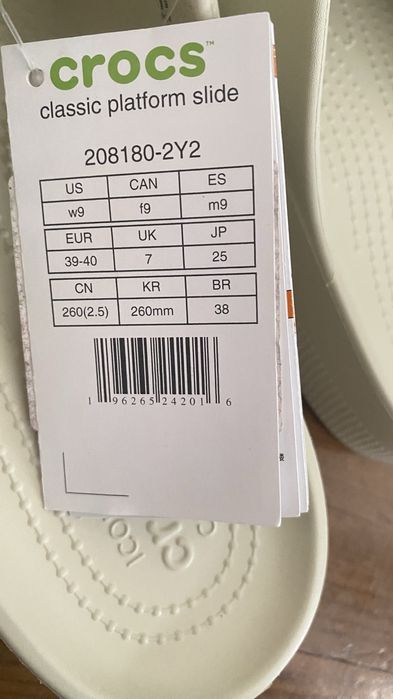 crocs™
classic platform slide
208180-2Y2
US CAN ES
w9 f9 m9
EUR UK JP
39-40 7 25
CN KR BR
260(2.5) 260mm 38
1 96265 24201 6